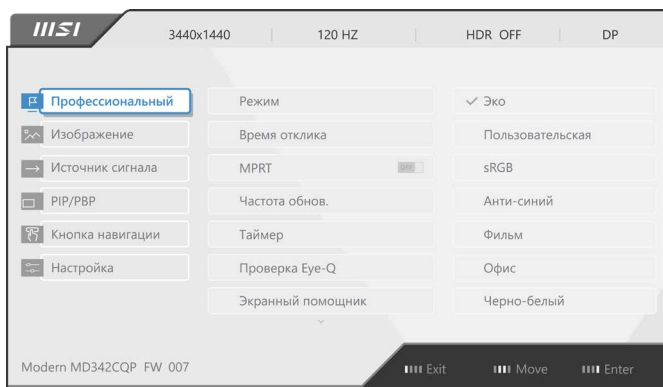 msi
3440x1440 120 HZ HDR OFF DP
Профессиональный
Изображение
Источник сигнала
PIP/PBP
Кнопка навигации
Настройка
Режим
Время отклика
MPRT OFF
Частота обнов.
Таймер
Проверка Eye-Q
Экранный помощник
Эко
Пользовательская
sRGB
Анти-синий
Фильм
Офис
Черно-белый
Modern MD342CQP FW 007
Exit Move Enter